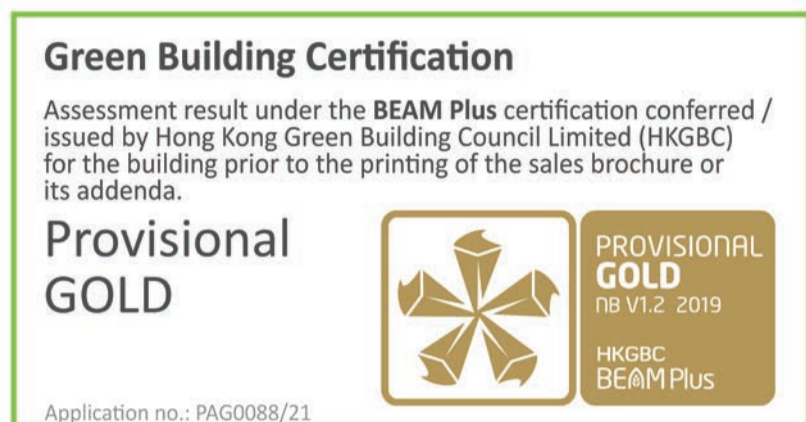 Green Building Certification
Assessment result under the BEAM Plus certification conferred /
issued by Hong Kong Green Building Council Limited (HKGBC)
for the building prior to the printing of the sales brochure or
its addenda.
Provisional
GOLD
PROVISIONAL
GOLD
NB V1.2 2019
HKGBC
BEAM Plus
Application no.: PAG0088/21